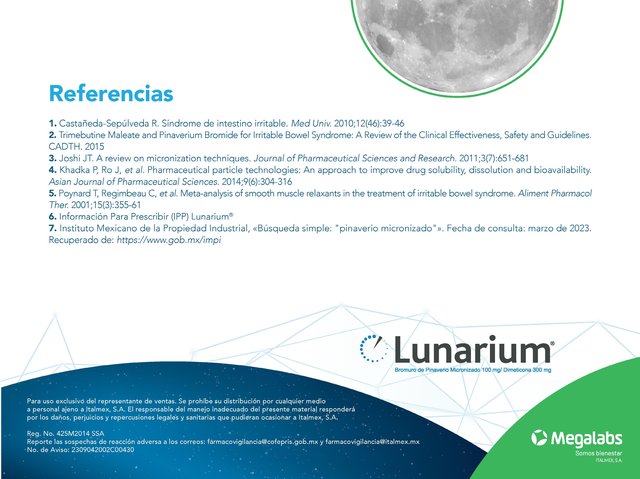 Referencias
1. Castañeda-Sepúlveda R. Síndrome de intestino irritable. Med Univ. 2010;12(46):39-46
2. Trimebutine Maleate and Pinaverium Bromide for Irritable Bowel Syndrome: A Review of the Clinical Effectiveness, Safety and Guidelines.
CADTH. 2015
3. Joshi JT. A review on micronization techniques. Journal of Pharmaceutical Sciences and Research. 2011;3(7):651-681
4. Khadka P, Ro J, et al. Pharmaceutical particle technologies: An approach to improve drug solubility, dissolution and bioavailability.
Asian Journal of Pharmaceutical Sciences. 2014;9(6):304-316
5. Poynard T, Regimbeau C, et al. Meta-analysis of smooth muscle relaxants in the treatment of irritable bowel syndrome. Aliment Pharmacol
Ther. 2001;15(3):355-61
6. Información Para Prescribir (IPP) Lunarium®
7. Instituto Mexicano de la Propiedad Industrial, «Búsqueda simple: "pinaverio micronizado"». Fecha de consulta: marzo de 2023.
Recuperado de: https://www.gob.mx/impi
Lunarium®
Bromuro de Pinaverio Micronizado 100 mg/ Dimeticona 300 mg
Para uso exclusivo del representante de ventas. Se prohíbe su distribución por cualquier medio
a personal ajeno a Italmex, S.A. El responsable del manejo inadecuado del presente material responderá
por los daños, perjuicios y repercusiones legales y sanitarias que pudieran ocasionar a Italmex, S.A.
Reg. No. 425M2014 SSA
Reporte las sospechas de reacción adversa a los correos: farmacovigilancia@cofepris.gob.mx y farmacovigilancia@italmex.mx
No. de Aviso: 2309042002C00430
Megalabs
Somos bienestar
ITALMEX, S.A.